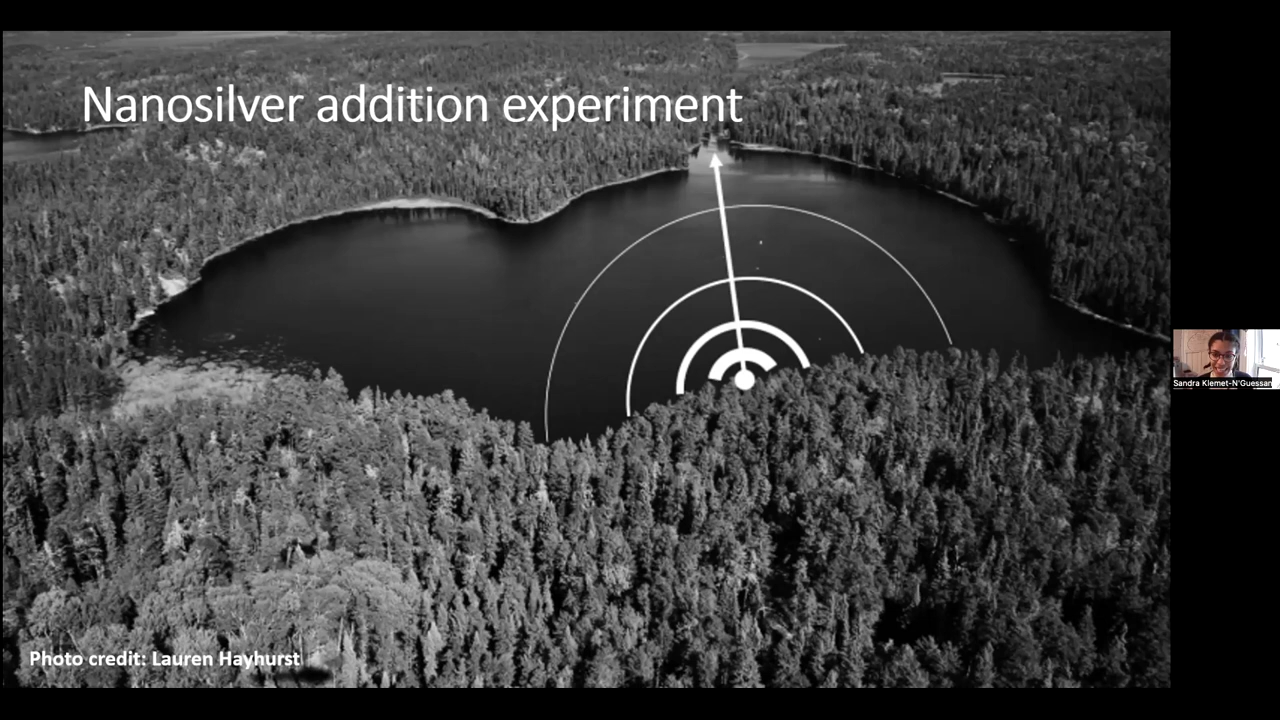 Nanosilver addition experiment
Sandra Klemet-N'Guessan
Photo credit: Lauren Hayhurst